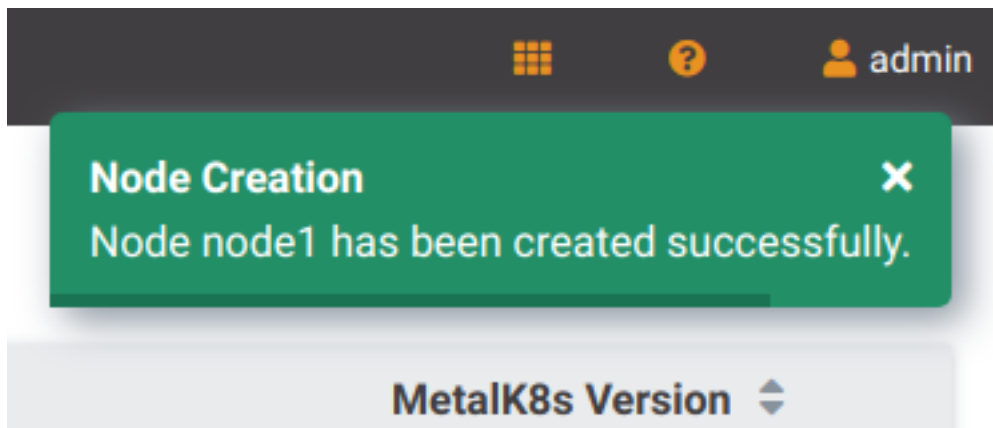 admin
Node Creation
Node node1 has been created successfully.
MetalK8s Version